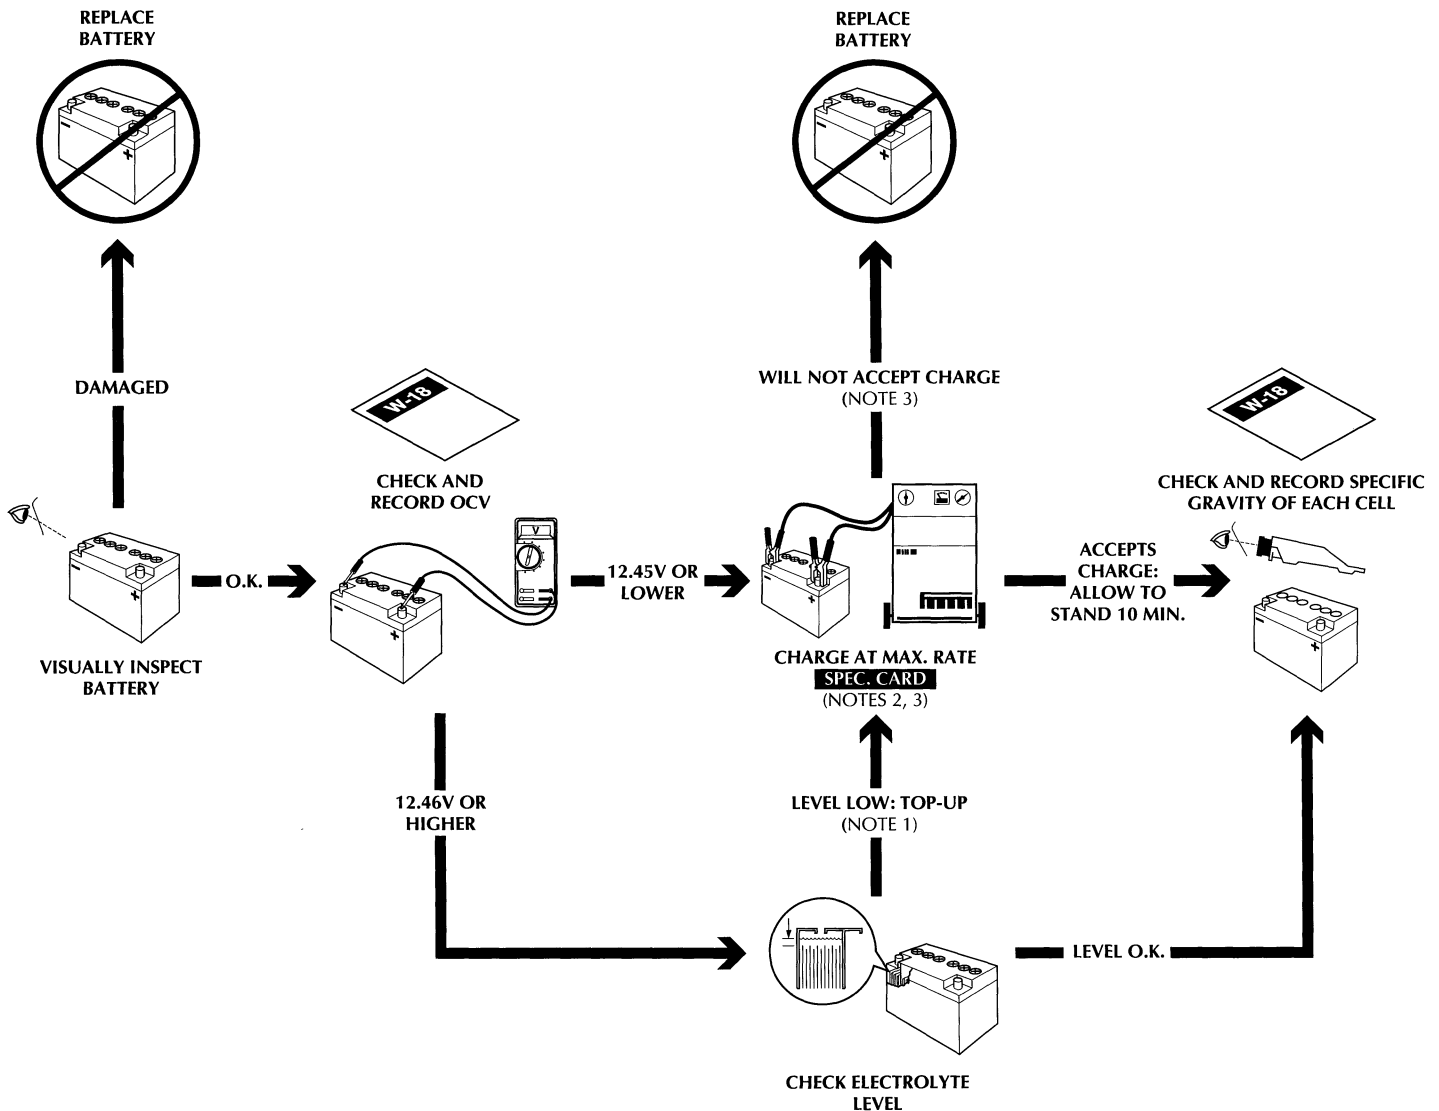 REPLACE
BATTERY
REPLACE
BATTERY
-
+
-
+
DAMAGED
WILL NOT ACCEPT CHARGE
(NOTE 3)
W-18
W-18
CHECK AND
RECORD OCV
CHECK AND RECORD SPECIFIC
GRAVITY OF EACH CELL
V
O.K.
12.45V OR
LOWER
ACCEPTS
CHARGE:
ALLOW TO
STAND 10 MIN.
-
+
-
+
-
+
-
+
VISUALLY INSPECT
BATTERY
CHARGE AT MAX. RATE
SPEC. CARD
(NOTES 2, 3)
12.46V OR
HIGHER
LEVEL LOW: TOP-UP
(NOTE 1)
LEVEL O.K.
+
CHECK ELECTROLYTE
LEVEL